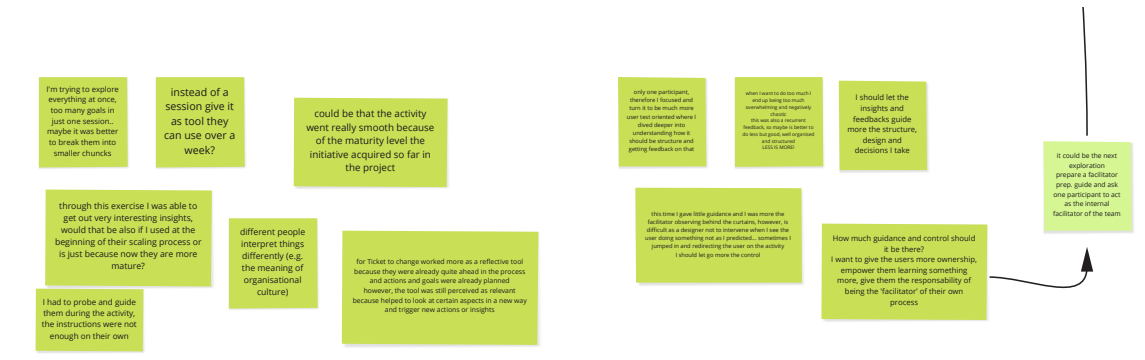 I'm trying to explore
everything at once,
too many goals in
just one session..
maybe it was better
to break them into
smaller chuncks
instead of a
session give it
as tool they
can use over a
week?
could be that the activity
went really smooth because
of the maturity level the
initiative acquired so far in
the project
through this exercise I was able to
get out very interesting insights,
would that be also if I used at the
beginning of their scaling process or
is just because now they are more
mature?
different people
interpret things
differently (e.g.
the meaning of
organisational
culture)
for Ticket to change worked more as a reflective tool
because they were already quite ahead in the process
and actions and goals were already planned
however, the tool was still perceived as relevant
because helped to look at certain aspects in a new way
and trigger new actions or insights
I had to probe and guide
them during the activity,
the instructions were not
enough on their own
only one participant,
therefore I focused and
turn it to be much more
user test oriented where I
dived deeper into
understanding how it
should be structure and
getting feedback on that
when I want to do too much I
end up being too much
overwhelming and negatively
chaotic
this was also a recurrent
feedback, so maybe is better to
do less but good, well organised
and structured
LESS IS MORE!
I should let the
insights and
feedbacks guide
more the structure,
design and
decisions I take
this time I gave little guidance and I was more the
facilitator observing behind the curtains, however, is
difficult as a designer not to intervene when I see the
user doing something not as I predicted... sometimes I
jumped in and redirecting the user on the activity
I should let go more the control
How much guidance and control should
it be there?
I want to give the users more ownership,
empower them learning something
more, give them the responsability of
being the 'facilitator' of their own
process
it could be the next
exploration
prepare a facilitator
prep. guide and ask
one participant to act
as the internal
facilitator of the team